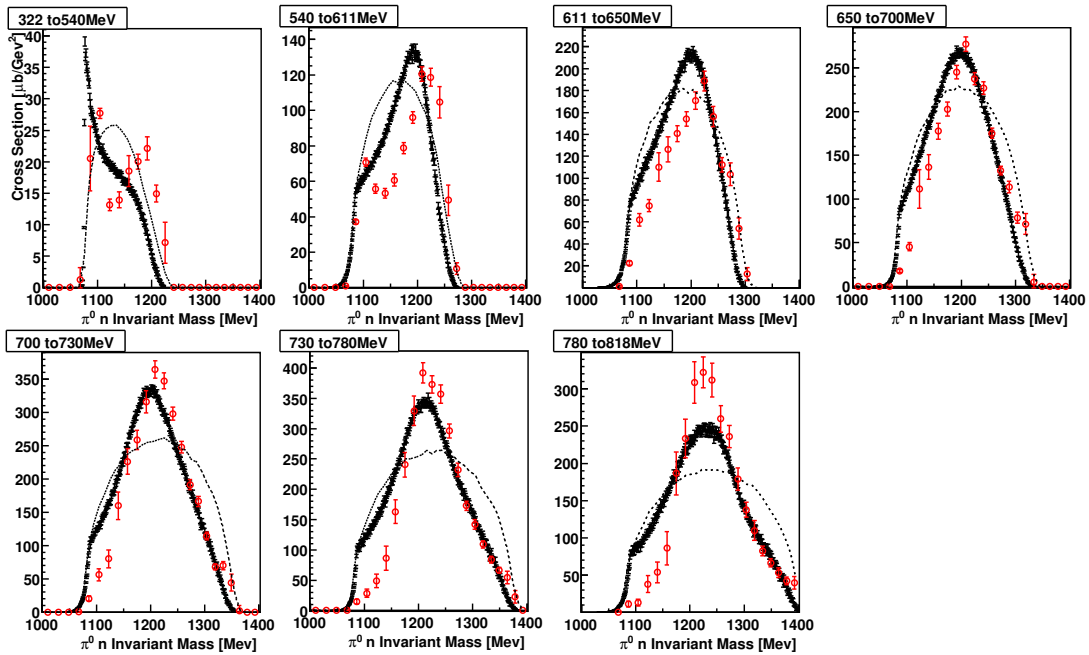 322 to540MeV
540 to611MeV
611 to650MeV
650 to700MeV
Cross Section [μb/Gev²]
40
35
30
25
20
15
10
5
0
140
120
100
80
60
40
20
0
220
200
180
160
140
120
100
80
60
40
20
300
250
200
150
100
50
0
1000 1100 1200 1300 1400
1000 1100 1200 1300 1400
1000 1100 1200 1300 1400
1000 1100 1200 1300 1400
π⁰ n Invariant Mass [Mev]
π⁰ n Invariant Mass [Mev]
π⁰ n Invariant Mass [Mev]
π⁰ n Invariant Mass [Mev]
700 to730MeV
730 to780MeV
780 to818MeV
350
300
250
200
150
100
50
0
400
350
300
250
200
150
100
50
0
300
250
200
150
100
50
1000 1100 1200 1300 1400
1000 1100 1200 1300 1400
1000 1100 1200 1300 1400
π⁰ n Invariant Mass [Mev]
π⁰ n Invariant Mass [Mev]
π⁰ n Invariant Mass [Mev]